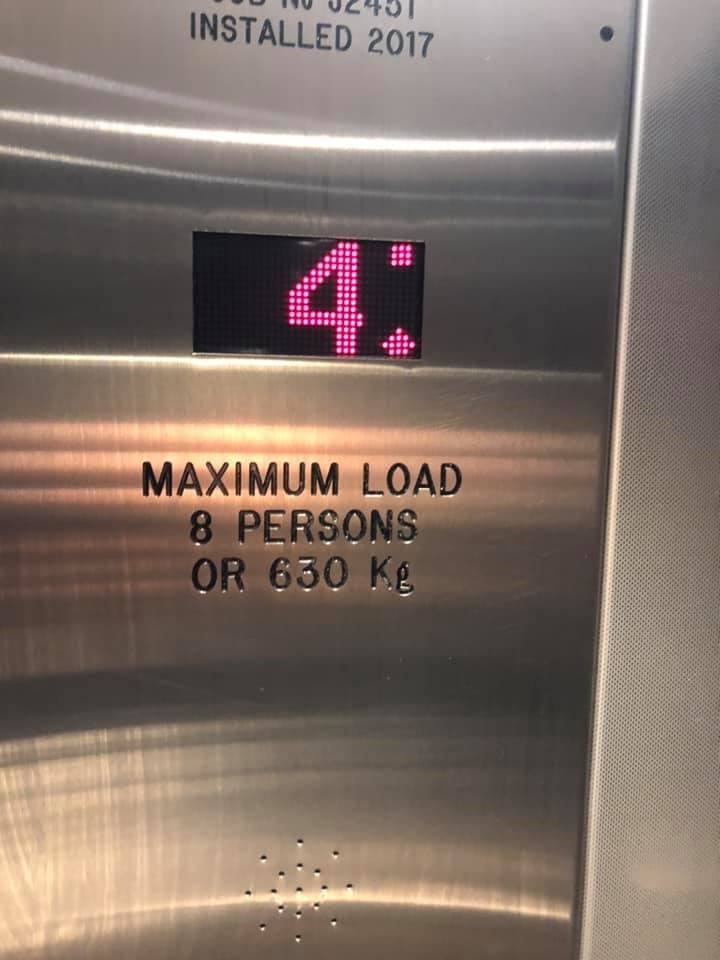 INSTALLED 2017
4
MAXIMUM LOAD
8 PERSONS
OR 630 Kg